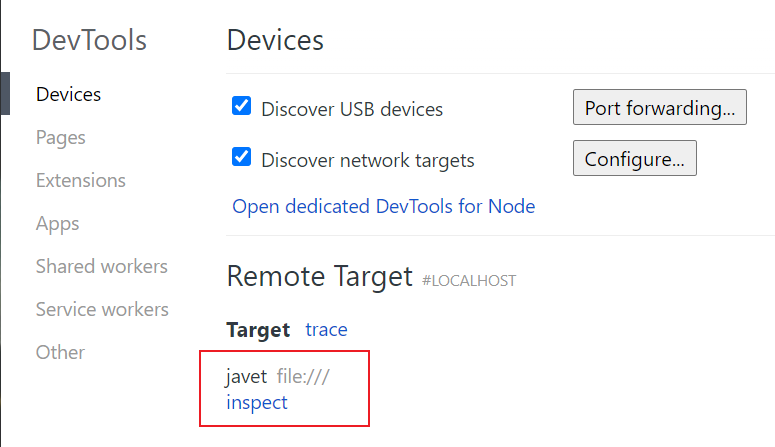 DevTools
Devices
Pages
Extensions
Apps
Shared workers
Service workers
Other
Devices
Discover USB devices
Port forwarding...
Discover network targets
Configure...
Open dedicated DevTools for Node
Remote Target #LOCALHOST
Target trace
javet file:///
inspect